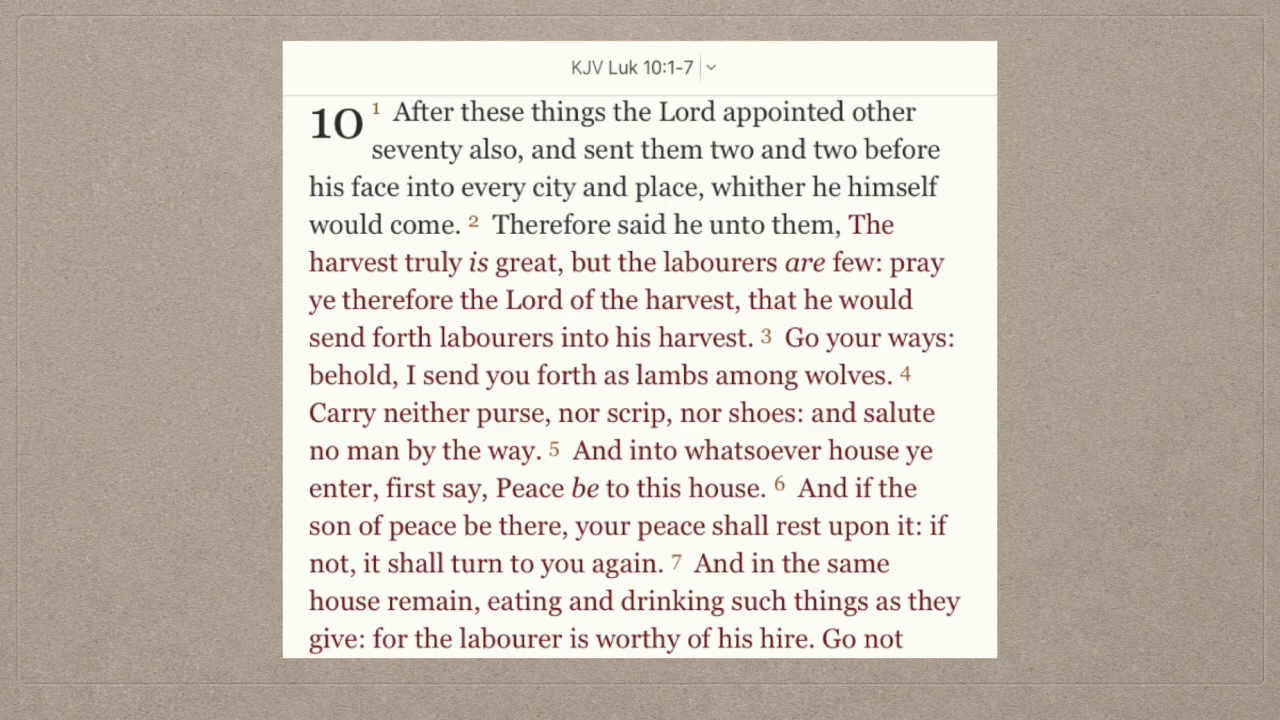 KJV Luk 10:1-7
10 1 After these things the Lord appointed other
seventy also, and sent them two and two before
his face into every city and place, whither he himself
would come. 2 Therefore said he unto them, The
harvest truly is great, but the labourers are few: pray
ye therefore the Lord of the harvest, that he would
send forth labourers into his harvest. 3 Go your ways:
behold, I send you forth as lambs among wolves. 4
Carry neither purse, nor scrip, nor shoes: and salute
no man by the way. 5 And into whatsoever house ye
enter, first say, Peace be to this house. 6 And if the
son of peace be there, your peace shall rest upon it: if
not, it shall turn to you again. 7 And in the same
house remain, eating and drinking such things as they
give: for the labourer is worthy of his hire. Go not